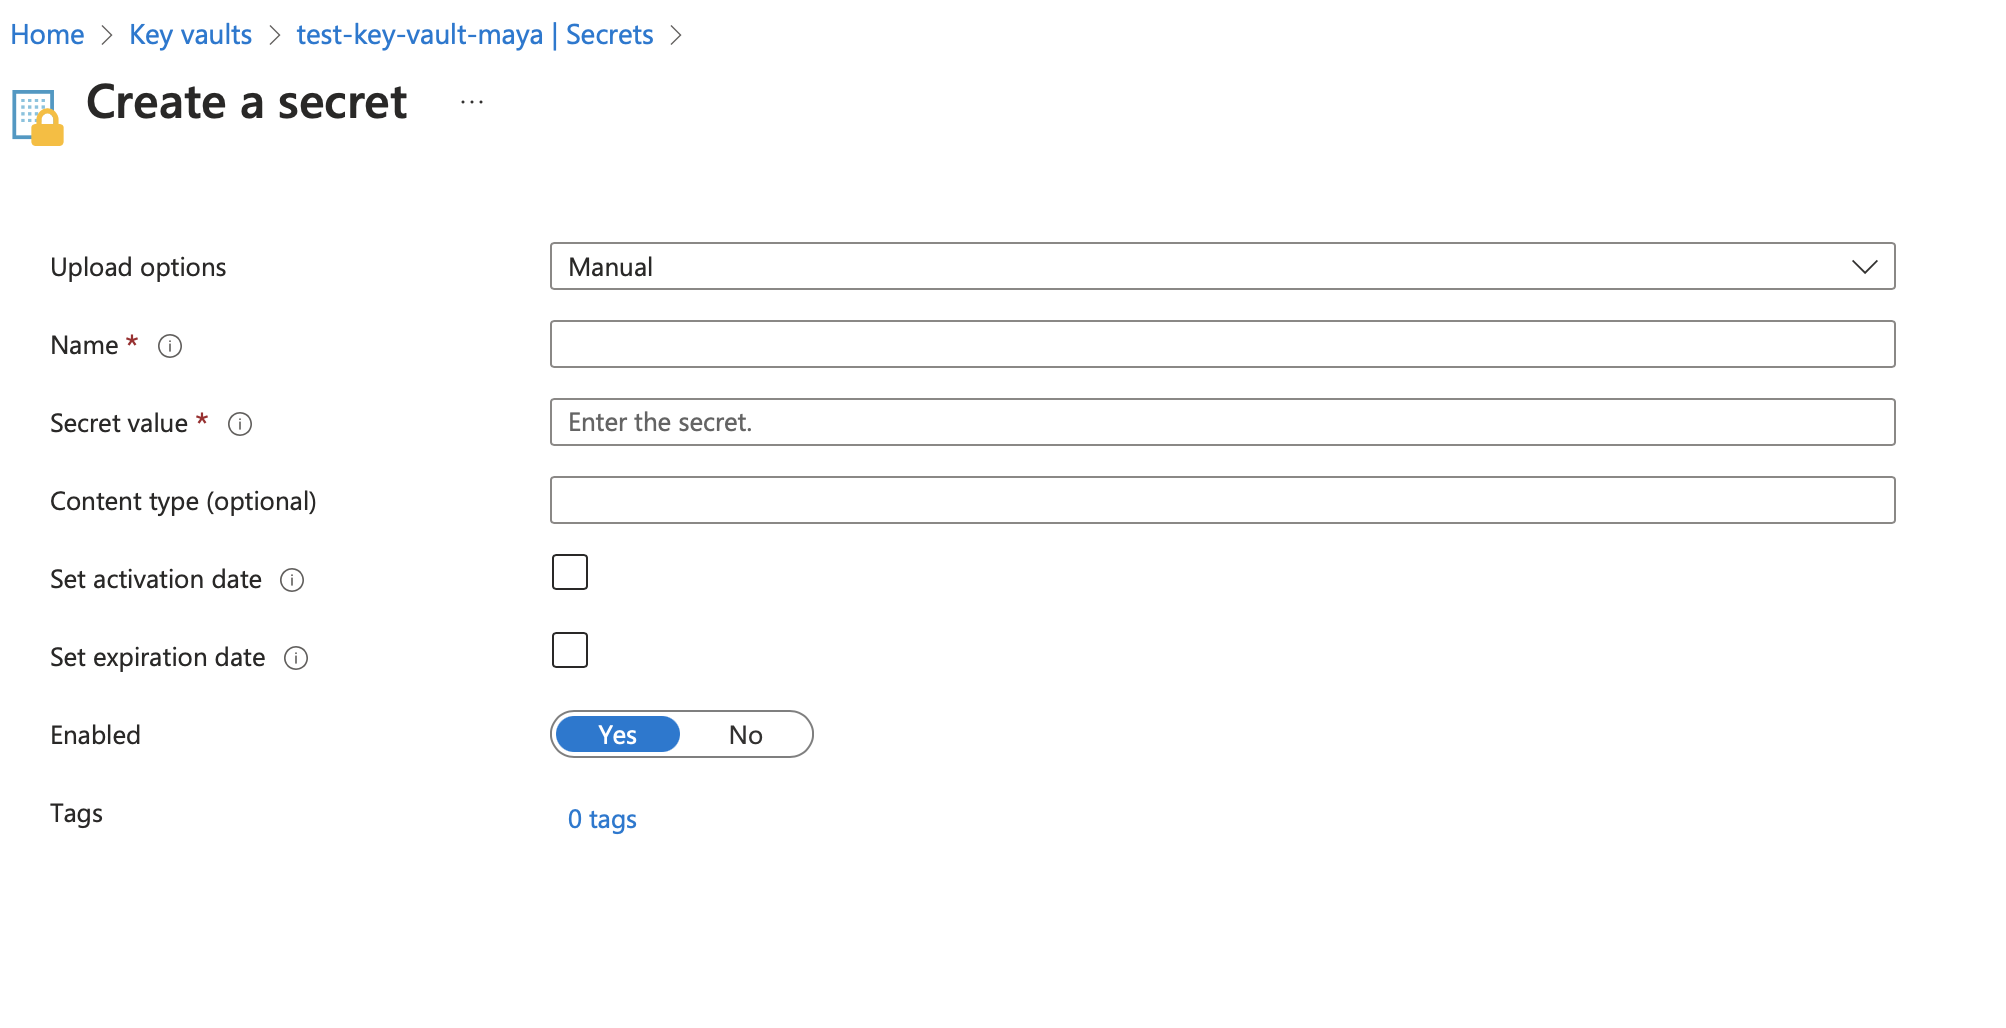 Home > Key vaults > test-key-vault-maya | Secrets >
Create a secret ...
Upload options Manual
Name *
Secret value * Enter the secret.
Content type (optional)
Set activation date
Set expiration date
Enabled Yes No
Tags 0 tags